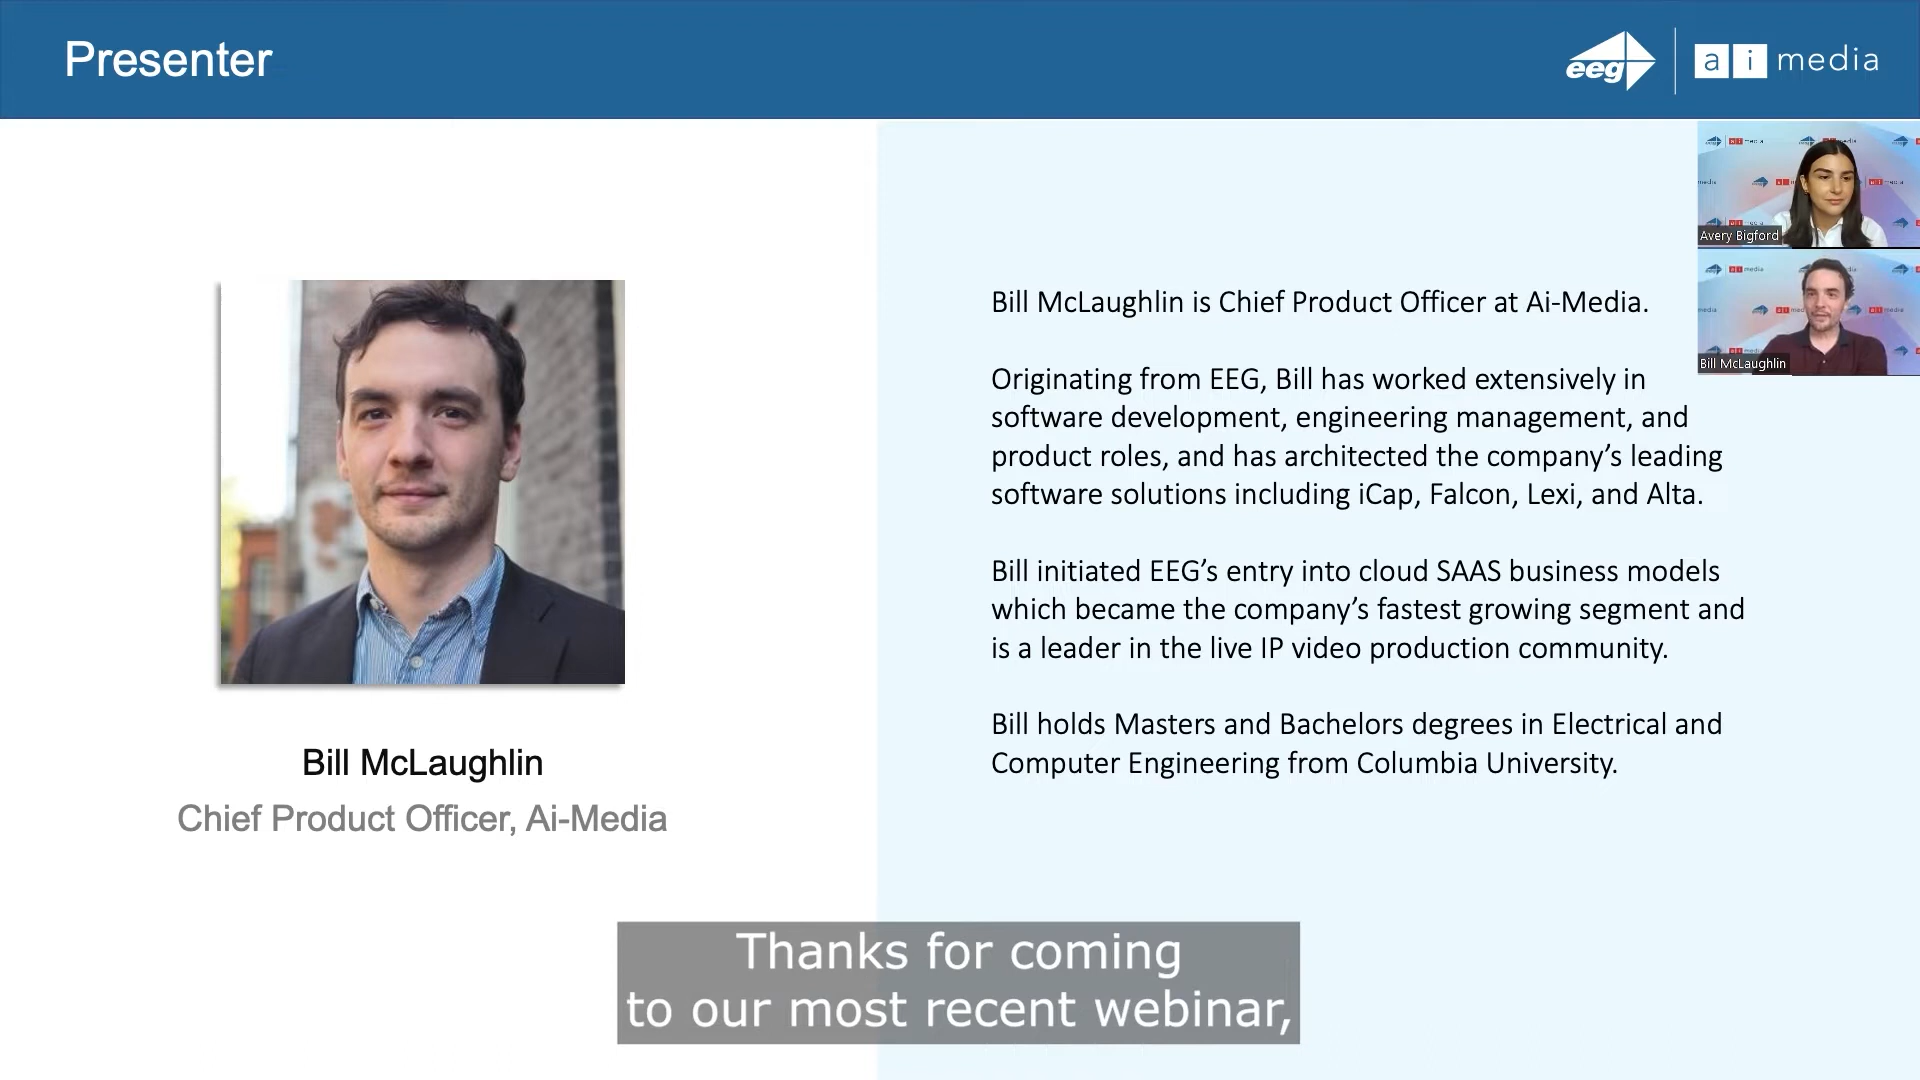 Presenter
eeg
ai media
Avery Bigford
Bill McLaughlin
Bill McLaughlin is Chief Product Officer at Ai-Media.
Originating from EEG, Bill has worked extensively in
software development, engineering management, and
product roles, and has architected the company’s leading
software solutions including iCap, Falcon, Lexi, and Alta.
Bill initiated EEG’s entry into cloud SAAS business models
which became the company’s fastest growing segment and
is a leader in the live IP video production community.
Bill holds Masters and Bachelors degrees in Electrical and
Computer Engineering from Columbia University.
Bill McLaughlin
Chief Product Officer, Ai-Media
Thanks for coming
to our most recent webinar,